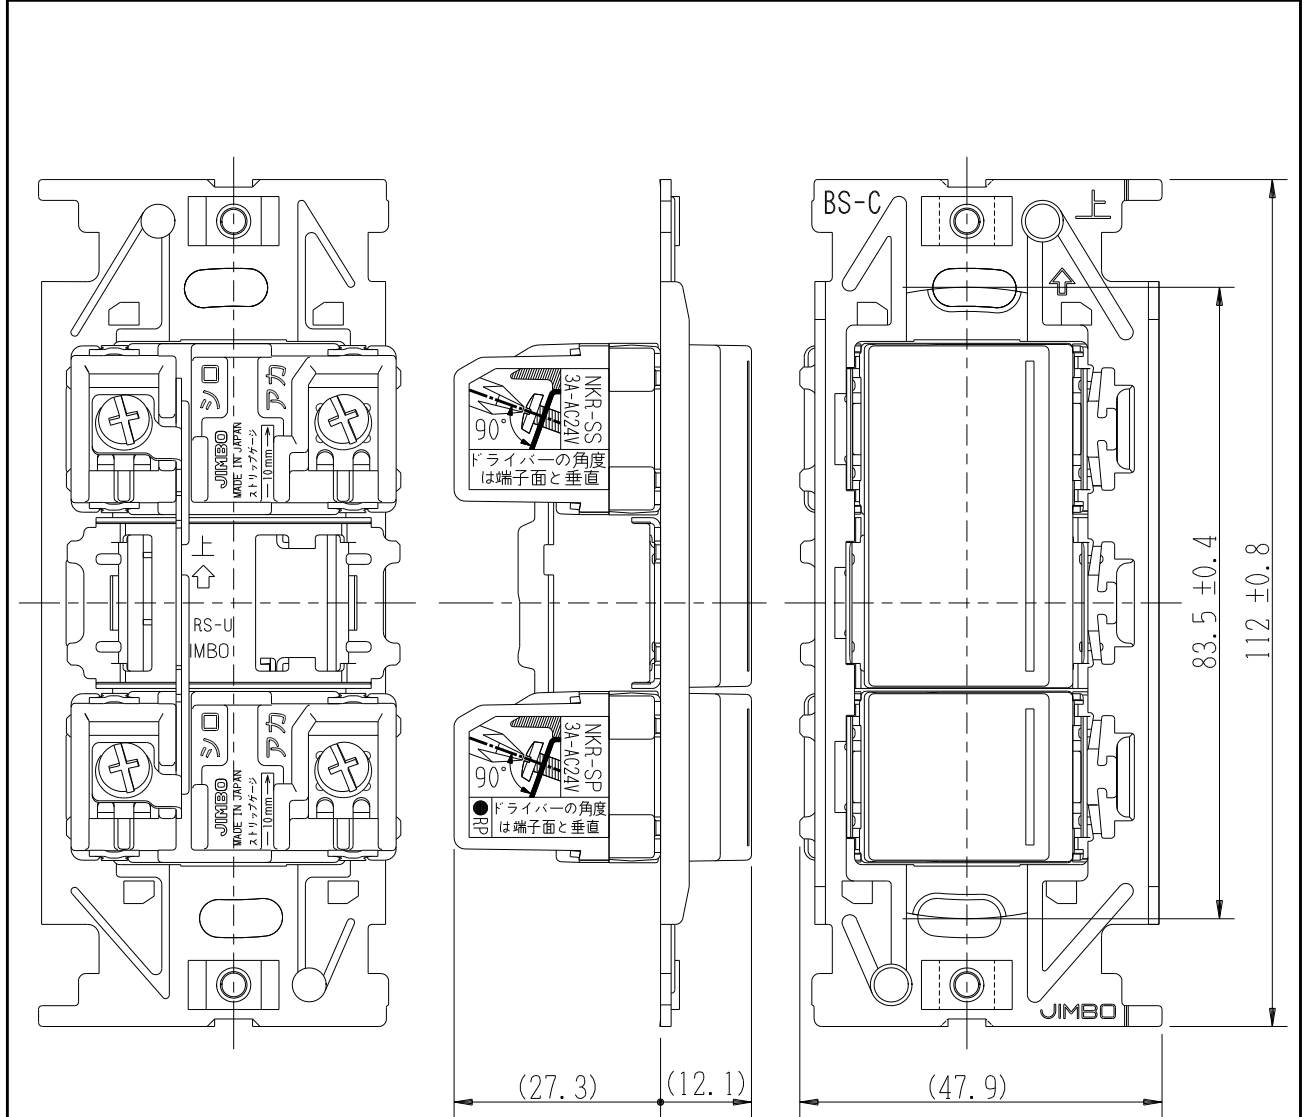 シロ
アカ
JIMBO
MADE IN JAPAN
ストリップゲージ
10mm
上
RS-U
IMBO
シロ
アカ
JIMBO
MADE IN JAPAN
ストリップゲージ
10mm
NKR-SS
3A-AC24V
90°
ドライバーの角度
は端子面と垂直
NKR-SP
3A-AC24V
90°
RP
ドライバーの角度
は端子面と垂直
(27.3)
(12.1)
BS-C
上
JIMBO
83.5 ±0.4
112 ±0.8
(47.9)